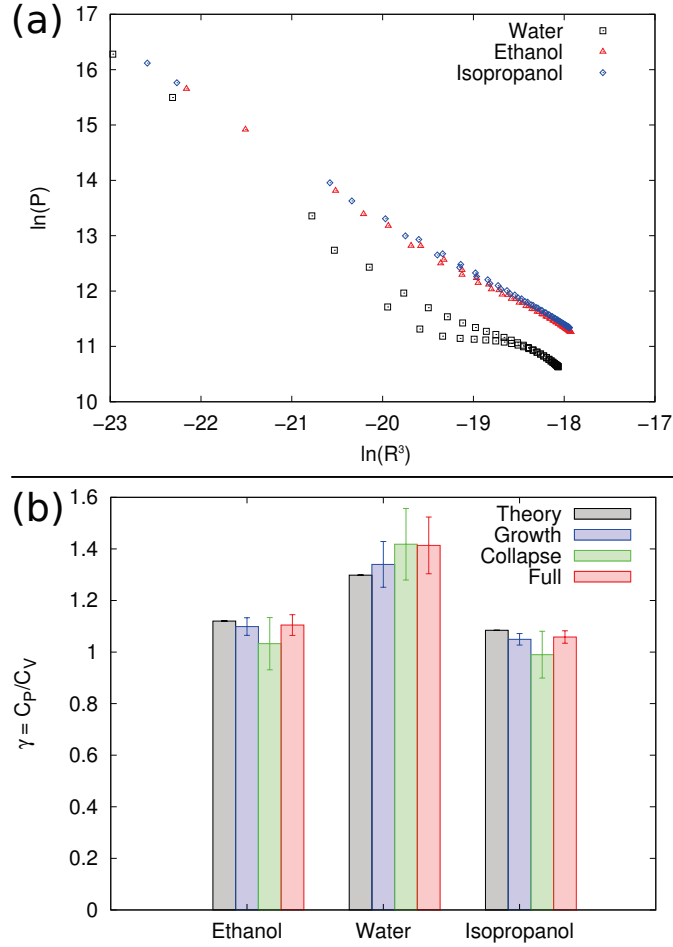 (a)
17
16
15
14
13
12
11
10
ln(P)
Water
Ethanol
Isopropanol
−23 −22 −21 −20 −19 −18 −17
ln(R³)
(b)
1.6
1.4
1.2
1
0.8
0.6
0.4
0.2
0
γ = C_P/C_V
Theory
Growth
Collapse
Full
Ethanol Water Isopropanol